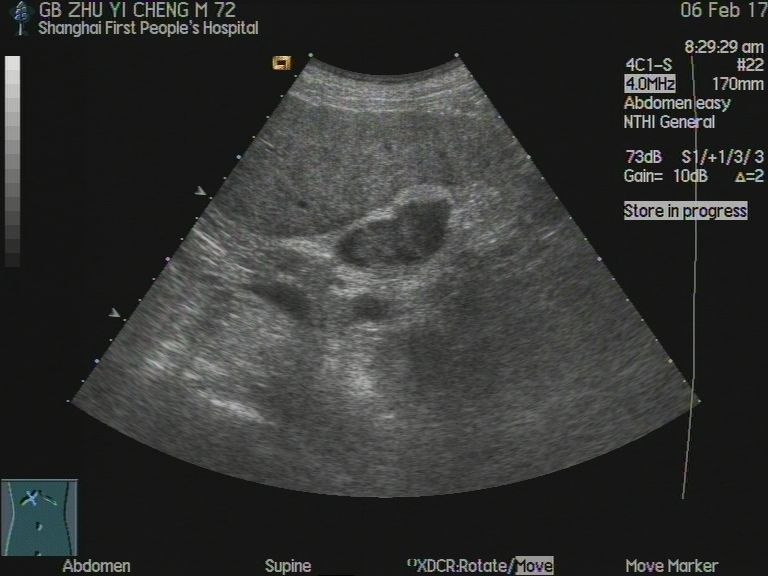 GB ZHU YI CHENG M 72
Shanghai First People's Hospital
06 Feb 17
8:29:29 am
4C1-S #22
4.0MHz 170mm
Abdomen easy
NTHI General
73dB S1/+1/3/ 3
Gain= 10dB Δ=2
Store in progress
Abdomen Supine XDCR:Rotate/Move Move Marker